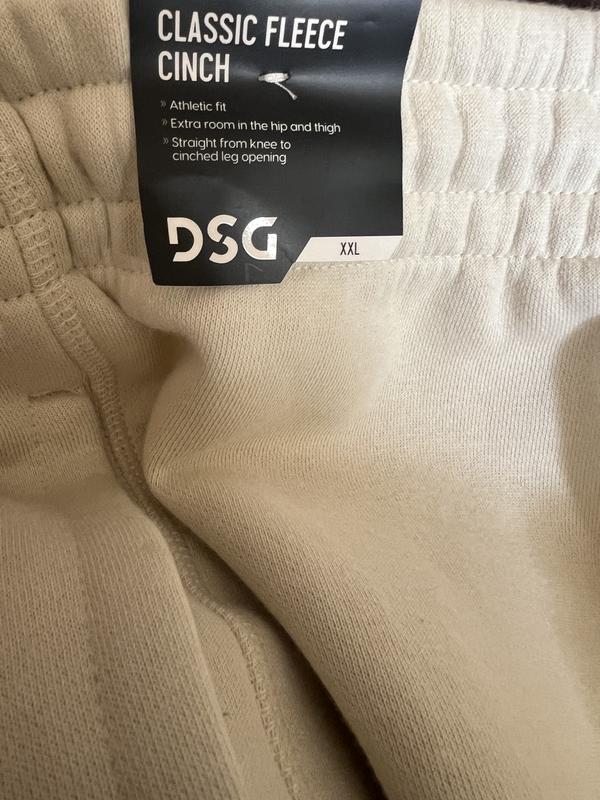 CLASSIC FLEECE
CINCH
» Athletic fit
» Extra room in the hip and thigh
» Straight from knee to
cinched leg opening
DSG
XXL